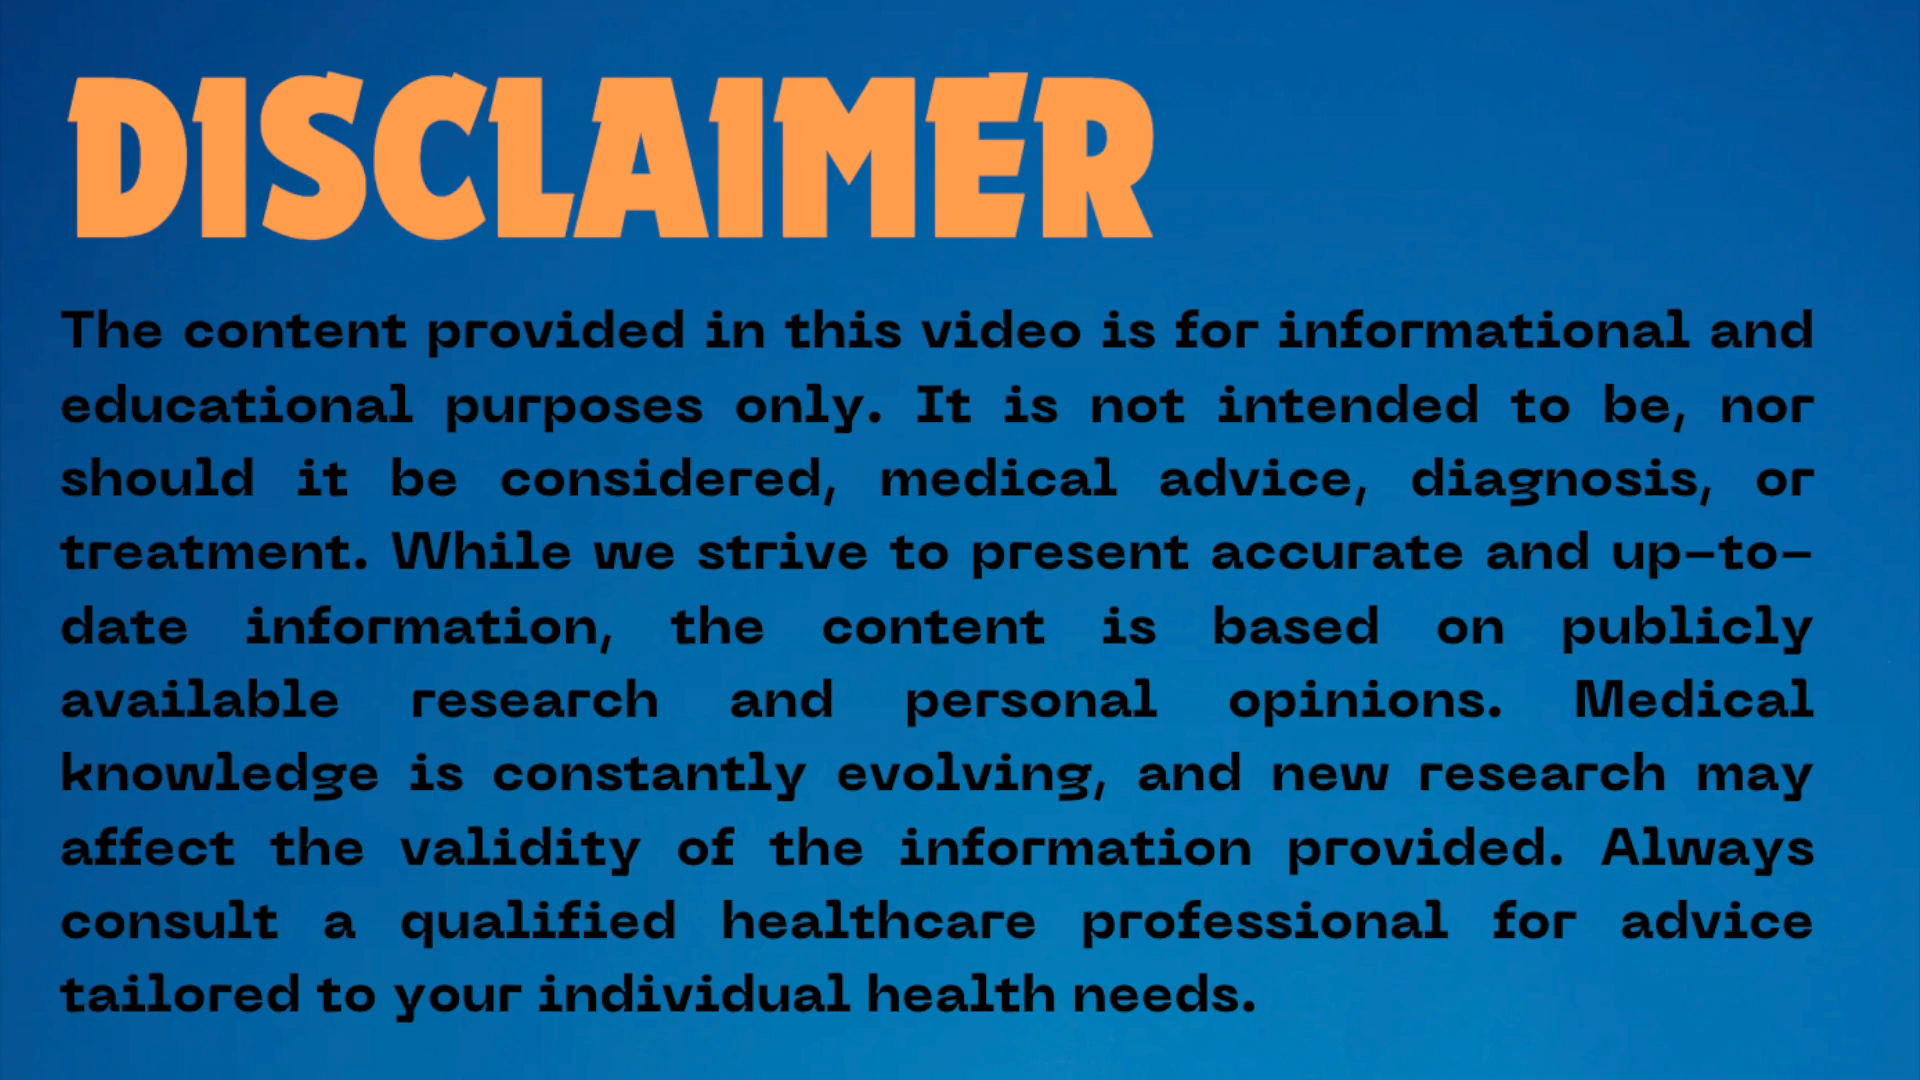 DISCLAIMER
The content provided in this video is for informational and
educational purposes only. It is not intended to be, nor
should it be considered, medical advice, diagnosis, or
treatment. While we strive to present accurate and up-to-
date information, the content is based on publicly
available research and personal opinions. Medical
knowledge is constantly evolving, and new research may
affect the validity of the information provided. Always
consult a qualified healthcare professional for advice
tailored to your individual health needs.